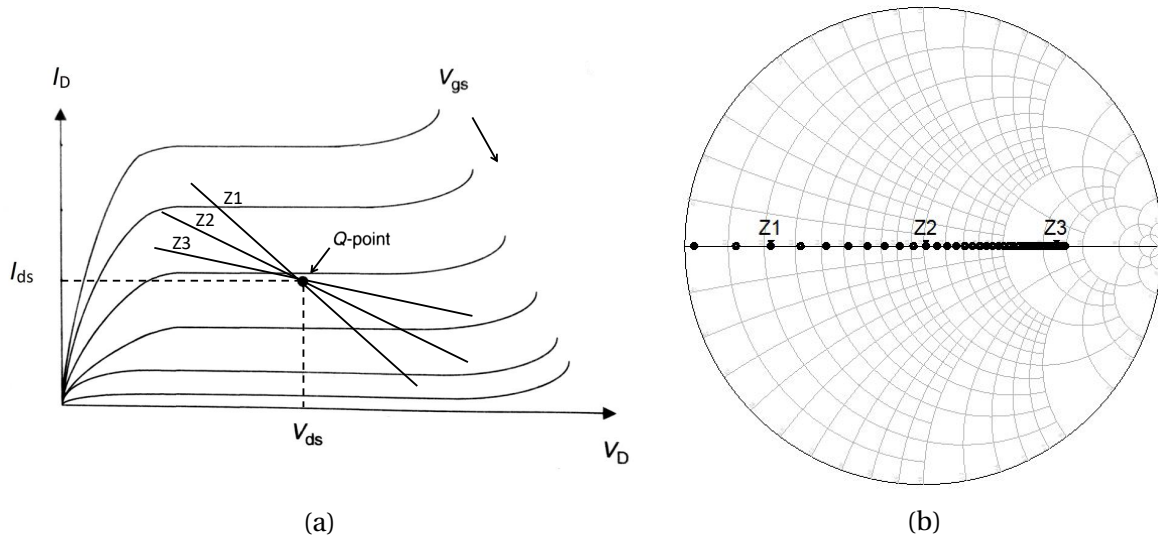 I_D
V_gs
Z1
Z2
Z3
Q-point
I_ds
V_ds
V_D
(a)
Z1 Z2 Z3
(b)